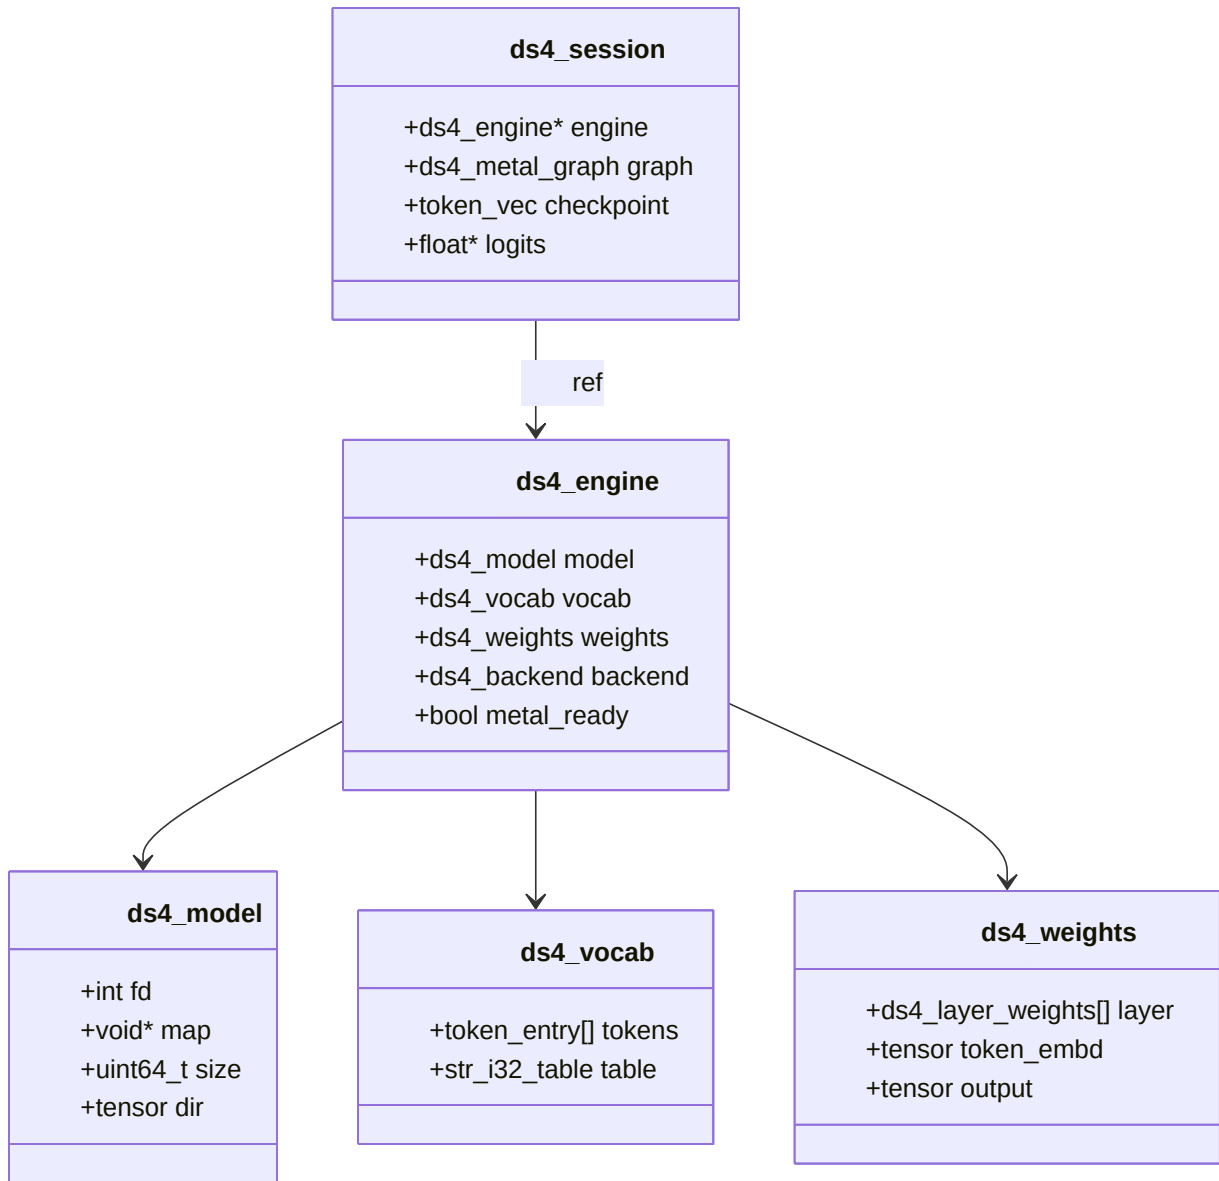 ds4_session
+ds4_engine* engine
+ds4_metal_graph graph
+token_vec checkpoint
+float* logits
ref
ds4_engine
+ds4_model model
+ds4_vocab vocab
+ds4_weights weights
+ds4_backend backend
+bool metal_ready
ds4_model
+int fd
+void* map
+uint64_t size
+tensor dir
ds4_vocab
+token_entry[] tokens
+str_i32_table table
ds4_weights
+ds4_layer_weights[] layer
+tensor token_embd
+tensor output